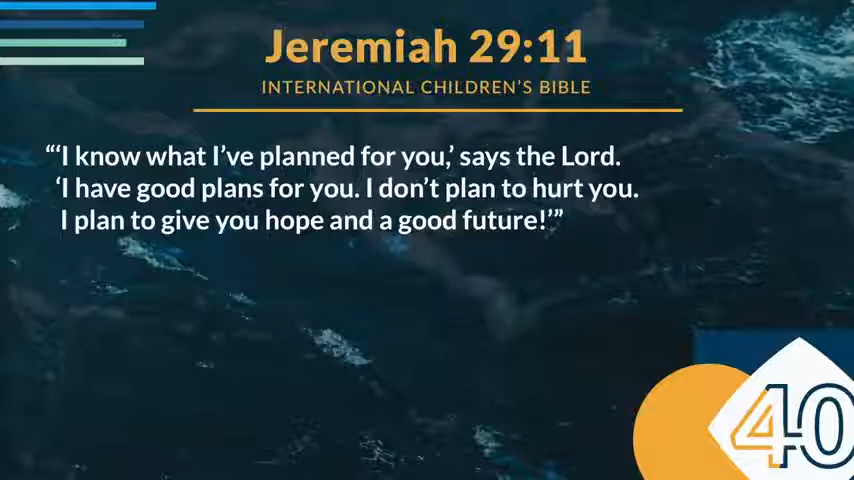 Jeremiah 29:11
INTERNATIONAL CHILDREN'S BIBLE
“‘I know what I’ve planned for you,’ says the Lord.
‘I have good plans for you. I don’t plan to hurt you.
I plan to give you hope and a good future!’”
40